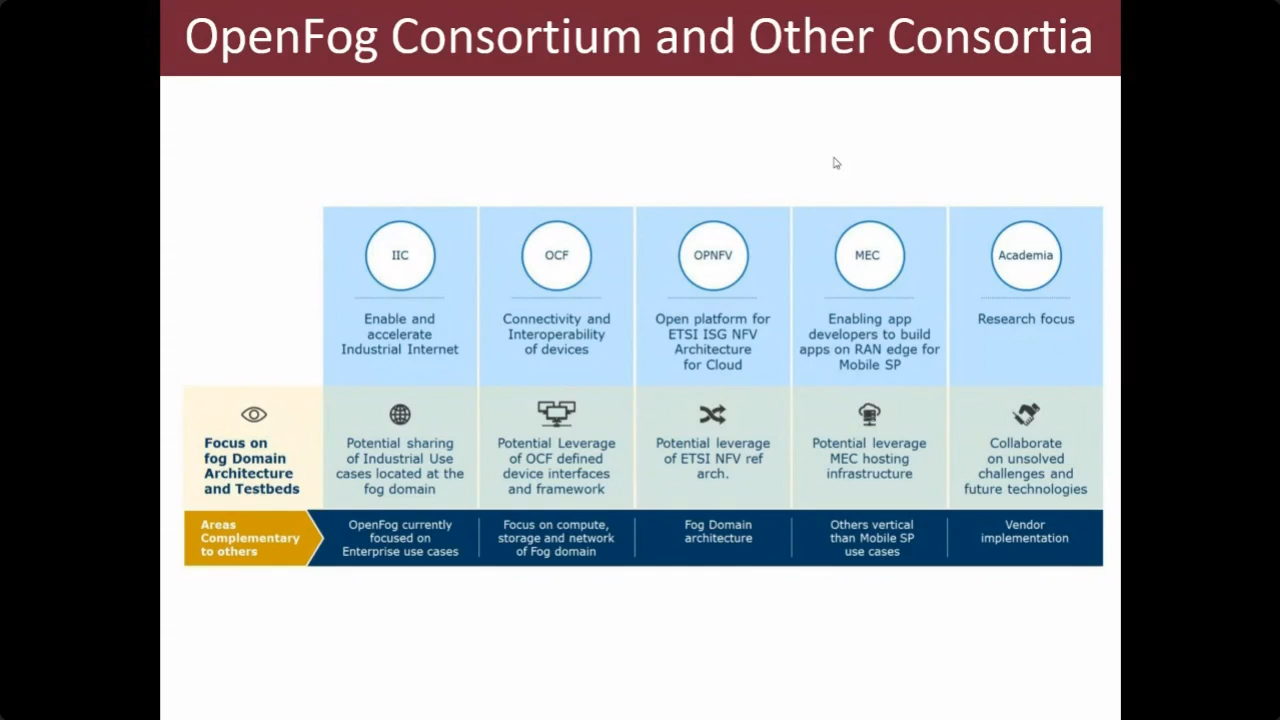 OpenFog Consortium and Other Consortia
IIC
Enable and
accelerate
Industrial Internet
OCF
Connectivity and
Interoperability
of devices
OPNFV
Open platform for
ETSI ISG NFV
Architecture
for Cloud
MEC
Enabling app
developers to build
apps on RAN edge for
Mobile SP
Academia
Research focus
Focus on
fog Domain
Architecture
and Testbeds
Potential sharing
of Industrial Use
cases located at the
fog domain
Potential Leverage
of OCF defined
device interfaces
and framework
Potential leverage
of ETSI NFV ref
arch.
Potential leverage
MEC hosting
infrastructure
Collaborate
on unsolved
challenges and
future technologies
Areas
Complementary
to others
OpenFog currently
focused on
Enterprise use cases
Focus on compute,
storage and network
of Fog domain
Fog Domain
architecture
Others vertical
than Mobile SP
use cases
Vendor
implementation